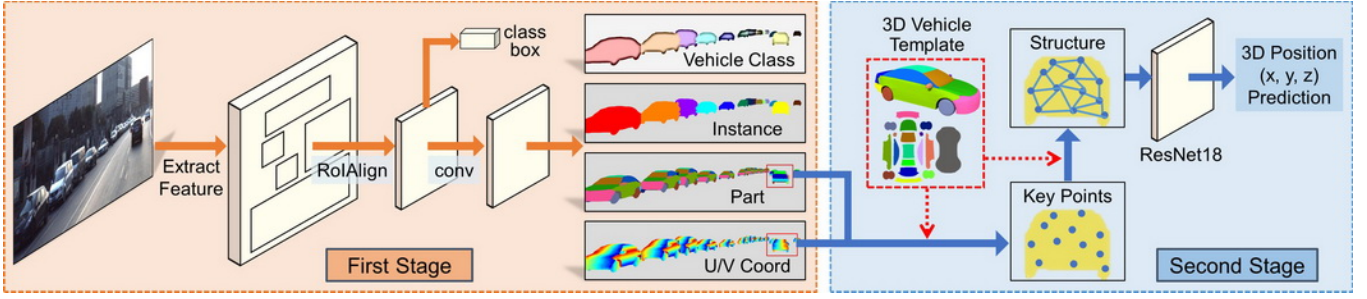 Extract
Feature
RoIAlign
conv
class
box
Vehicle Class
Instance
Part
U/V Coord
First Stage
3D Vehicle
Template
Structure
Key Points
ResNet18
3D Position
(x, y, z)
Prediction
Second Stage